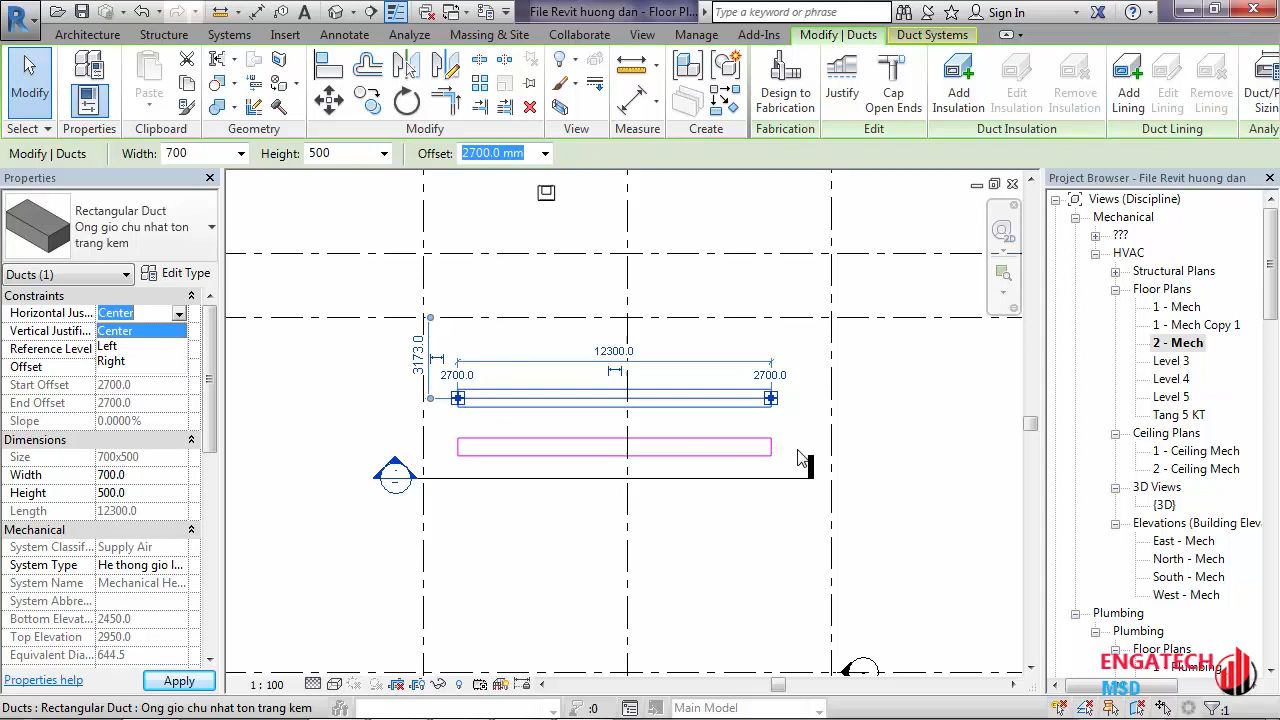 File Revit huong dan - Floor Pl...
Type a keyword or phrase
Sign In
Architecture Structure Systems Insert Annotate Analyze Massing & Site Collaborate View Manage Add-Ins Modify | Ducts Duct Systems
Modify
Paste
Design to Fabrication
Justify
Cap Open Ends
Add Insulation
Edit Insulation
Remove Insulation
Add Lining
Edit Lining
Remove Lining
Duct/P
Sizin
Select Properties Clipboard Geometry Modify View Measure Create Fabrication Edit Duct Insulation Duct Lining Analy
Modify | Ducts Width: 700 Height: 500 Offset: 2700.0 mm
Properties
Rectangular Duct
Ong gio chu nhat ton
trang kem
Ducts (1) Edit Type
Constraints
Horizontal Jus... Center
Vertical Justifi... Center
Reference Level Left
Right
Offset
Start Offset 2700.0
End Offset 2700.0
Slope 0.0000%
Dimensions
Size 700x500
Width 700.0
Height 500.0
Length 12300.0
Mechanical
System Classif... Supply Air
System Type He thong gio l...
System Name Mechanical He...
System Abbre...
Bottom Elevat... 2450.0
Top Elevation 2950.0
Equivalent Dia... 644.5
Properties help Apply
12300.0
2700.0 2700.0
3173.0
2D
1 : 100
Project Browser - File Revit huong dan
Views (Discipline)
Mechanical
???
HVAC
Structural Plans
Floor Plans
1 - Mech
1 - Mech Copy 1
2 - Mech
Level 3
Level 4
Level 5
Tang 5 KT
Ceiling Plans
1 - Ceiling Mech
2 - Ceiling Mech
3D Views
{3D}
Elevations (Building Elev
East - Mech
North - Mech
South - Mech
West - Mech
Plumbing
Plumbing
Floor Plans
ENGATECH
MSD
Ducts : Rectangular Duct : Ong gio chu nhat ton trang kem
:0
Main Model
:1